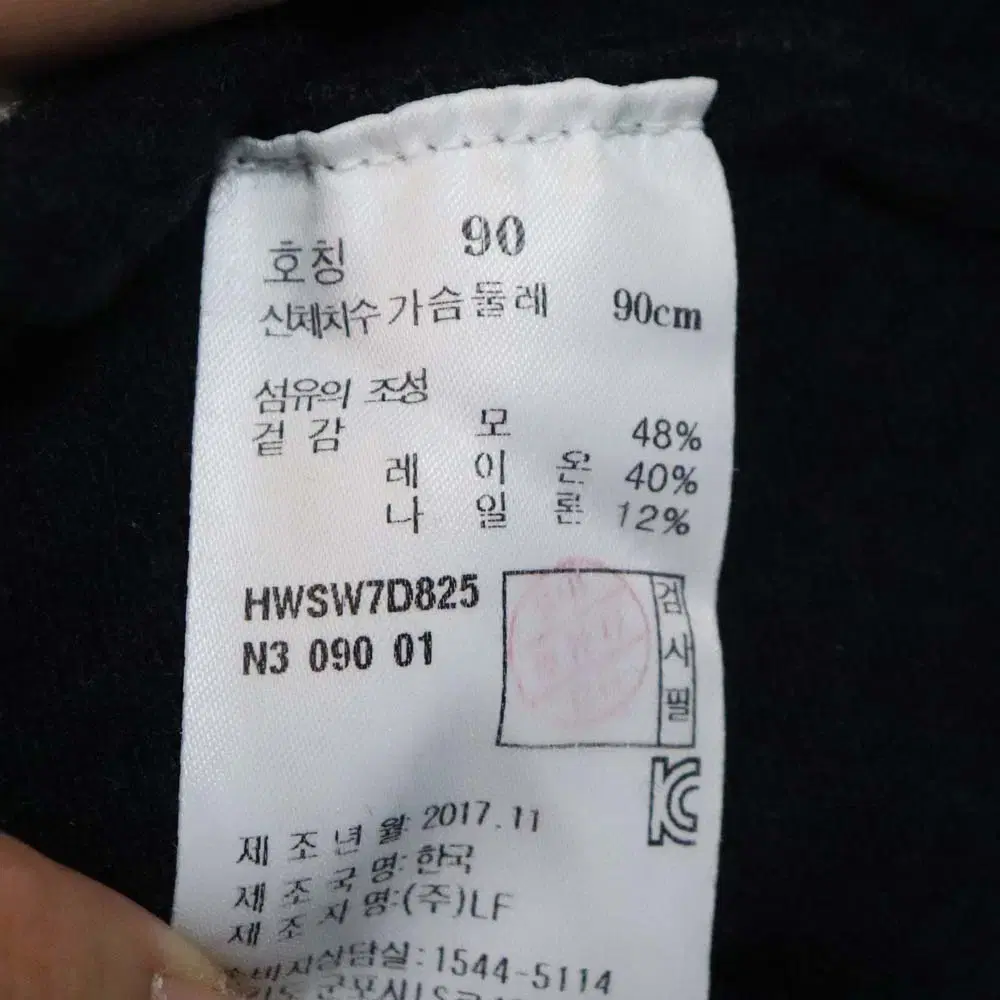 호칭 90
신체치수 가슴둘레 90cm
섬유의 조성
겉감 모 48%
레이온 40%
나일론 12%
HWSW7D825
N3 090 01
검사필
KC
제조년월 2017.11
제조국명: 한국
제조자명: (주)LF
소비자상담실: 1544-5114
군포시